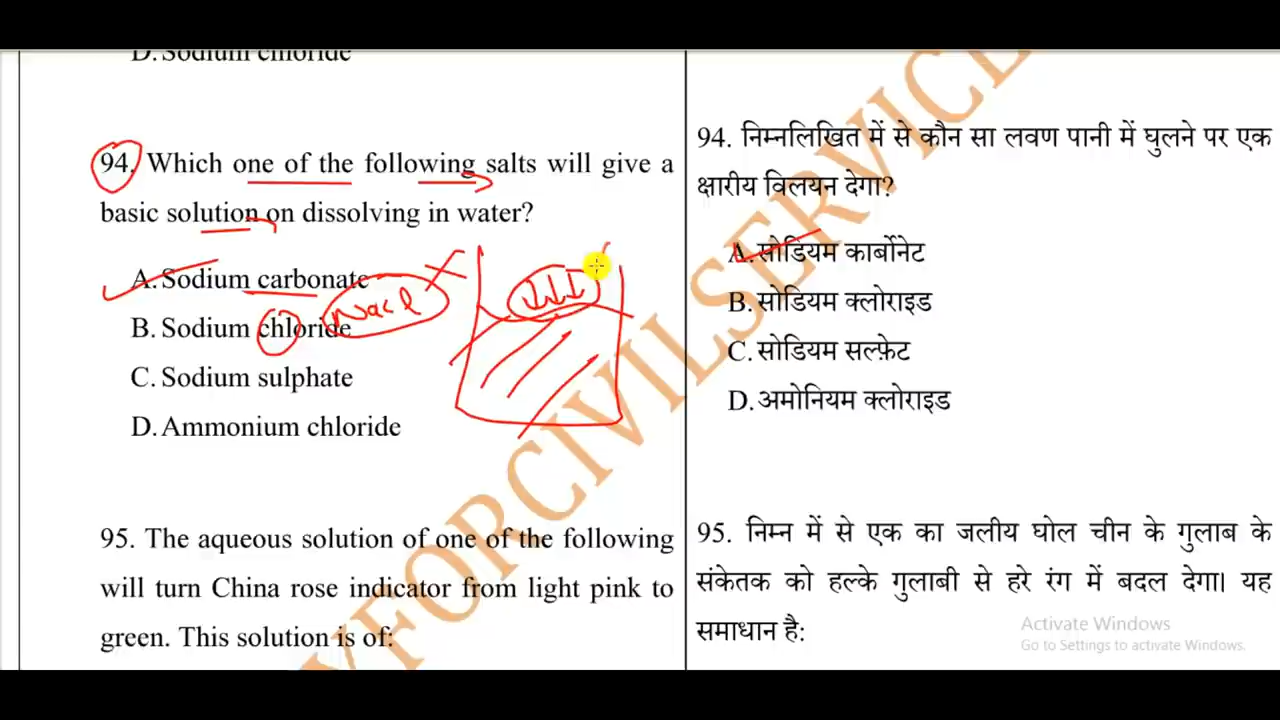 D. Sodium chloride
94. Which one of the following salts will give a
basic solution on dissolving in water?
A. Sodium carbonate
B. Sodium chloride
C. Sodium sulphate
D. Ammonium chloride
NaCl
95. The aqueous solution of one of the following
will turn China rose indicator from light pink to
green. This solution is of:
94. निम्नलिखित में से कौन सा लवण पानी में घुलने पर एक
क्षारीय विलयन देगा?
A. सोडियम कार्बोनेट
B. सोडियम क्लोराइड
C. सोडियम सल्फ़ेट
D. अमोनियम क्लोराइड
95. निम्न में से एक का जलीय घोल चीन के गुलाब के
संकेतक को हल्के गुलाबी से हरे रंग में बदल देगा। यह
समाधान है:
Activate Windows
Go to Settings to activate Windows.
FORCIVILSERVICE